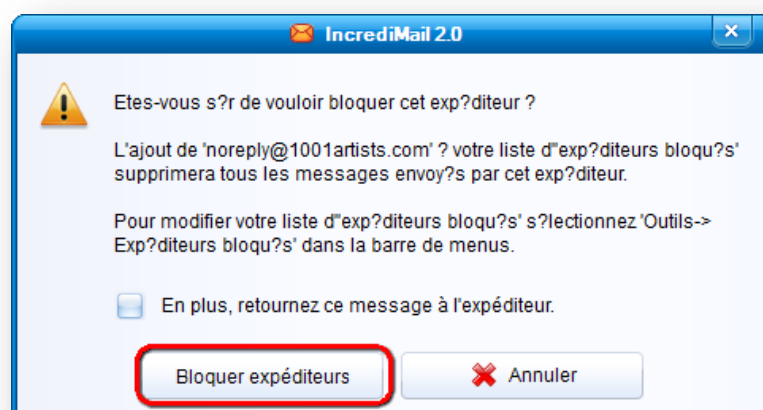 IncrediMail 2.0
Etes-vous s?r de vouloir bloquer cet exp?diteur ?
L'ajout de 'noreply@1001artists.com' ? votre liste d"exp?diteurs bloqu?s'
supprimera tous les messages envoy?s par cet exp?diteur.
Pour modifier votre liste d"exp?diteurs bloqu?s' s?lectionnez 'Outils->
Exp?diteurs bloqu?s' dans la barre de menus.
En plus, retournez ce message à l'expéditeur.
Bloquer expéditeurs
Annuler